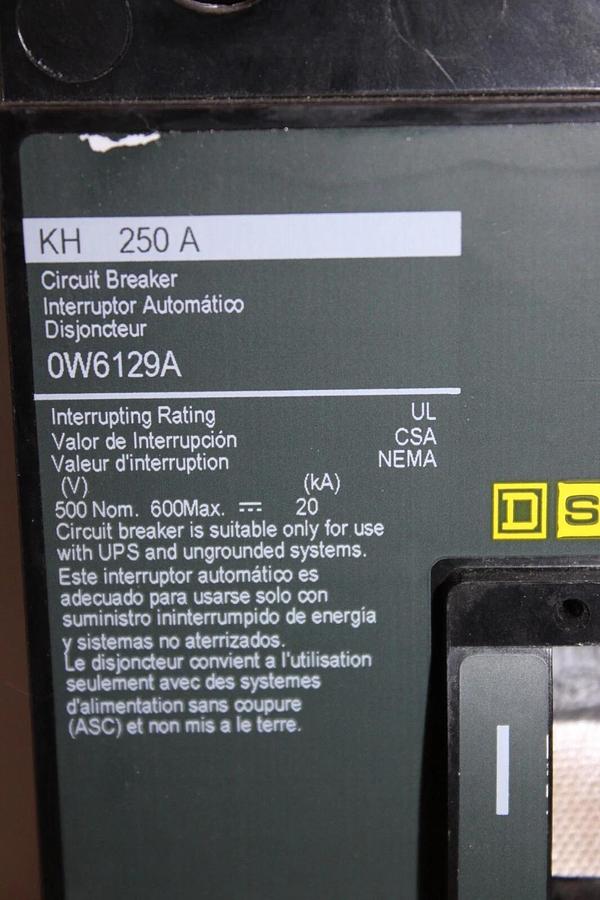 KH 250 A
Circuit Breaker
Interruptor Automático
Disjoncteur
0W6129A
Interrupting Rating UL
Valor de Interrupción CSA
Valeur d'interruption NEMA
(V) (kA)
500 Nom. 600Max. ⎓ 20
Circuit breaker is suitable only for use
with UPS and ungrounded systems.
Este interruptor automático es
adecuado para usarse solo con
suministro ininterrumpido de energía
y sistemas no aterrizados.
Le disjoncteur convient a l'utilisation
seulement avec des systemes
d'alimentation sans coupure
(ASC) et non mis a le terre.
D S
I